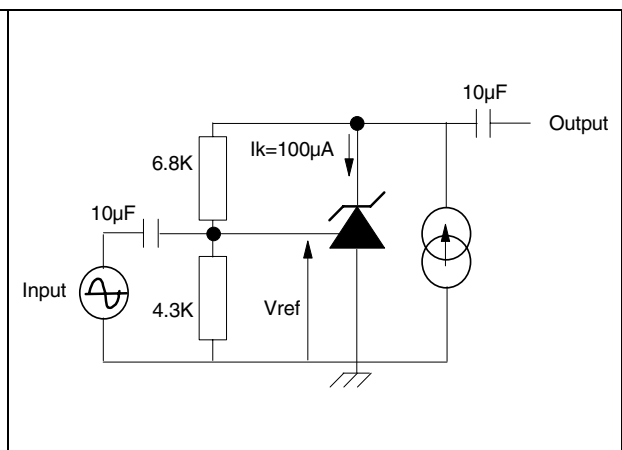 10µF
Output
Ik=100µA
6.8K
10µF
Input
4.3K
Vref